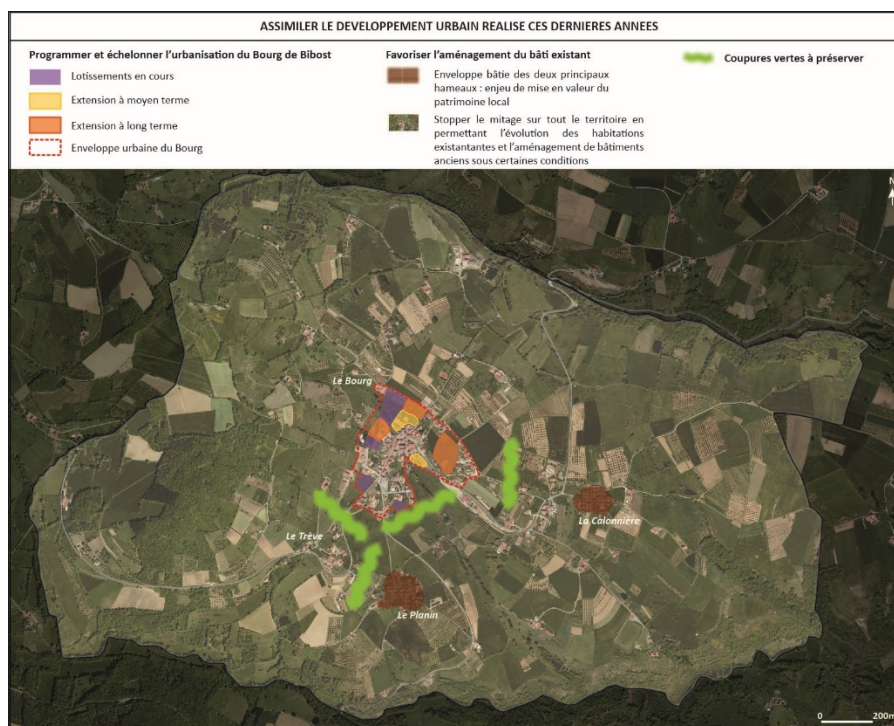 ASSIMILER LE DEVELOPPEMENT URBAIN REALISE CES DERNIERES ANNEES
Programmer et échelonner l'urbanisation du Bourg de Bibost
Lotissements en cours
Extension à moyen terme
Extension à long terme
Enveloppe urbaine du Bourg
Favoriser l'aménagement du bâti existant
Enveloppe bâtie des deux principaux
hameaux : enjeu de mise en valeur du
patrimoine local
Stopper le mitage sur tout le territoire en
permettant l'évolution des habitations
existantantes et l'aménagement de bâtiments
anciens sous certaines conditions
Coupures vertes à préserver
N
Le Bourg
Le Trève
La Calonnière
Le Planin
0 200m